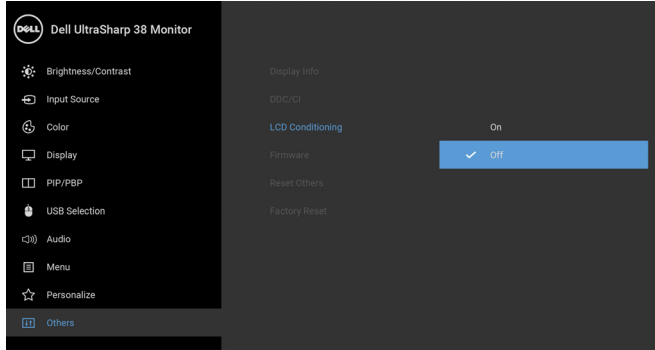 DELL Dell UltraSharp 38 Monitor
Brightness/Contrast
Display Info
Input Source
DDC/CI
Color
LCD Conditioning
On
Display
Firmware
Off
PIP/PBP
Reset Others
USB Selection
Factory Reset
Audio
Menu
Personalize
Others